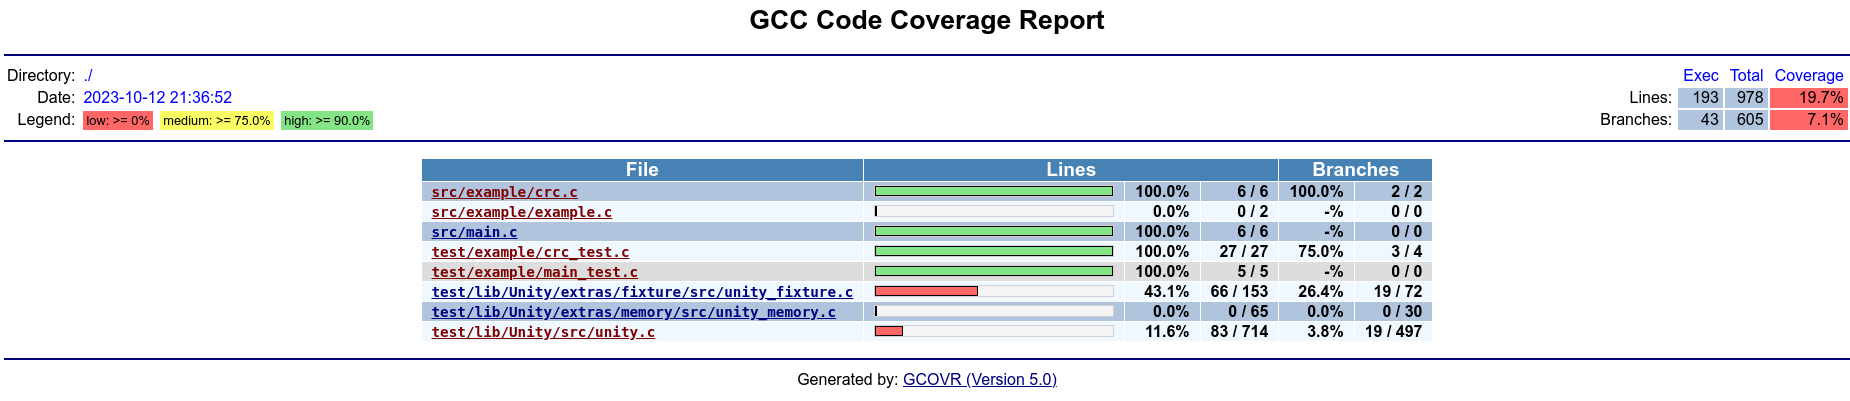 GCC Code Coverage Report
Directory: ./
Date: 2023-10-12 21:36:52
Legend: low: >= 0% medium: >= 75.0% high: >= 90.0%
Exec Total Coverage
Lines: 193 978 19.7%
Branches: 43 605 7.1%
File Lines Branches
src/example/crc.c 100.0% 6 / 6 100.0% 2 / 2
src/example/example.c 0.0% 0 / 2 -% 0 / 0
src/main.c 100.0% 6 / 6 -% 0 / 0
test/example/crc_test.c 100.0% 27 / 27 75.0% 3 / 4
test/example/main_test.c 100.0% 5 / 5 -% 0 / 0
test/lib/Unity/extras/fixture/src/unity_fixture.c 43.1% 66 / 153 26.4% 19 / 72
test/lib/Unity/extras/memory/src/unity_memory.c 0.0% 0 / 65 0.0% 0 / 30
test/lib/Unity/src/unity.c 11.6% 83 / 714 3.8% 19 / 497
Generated by: GCOVR (Version 5.0)